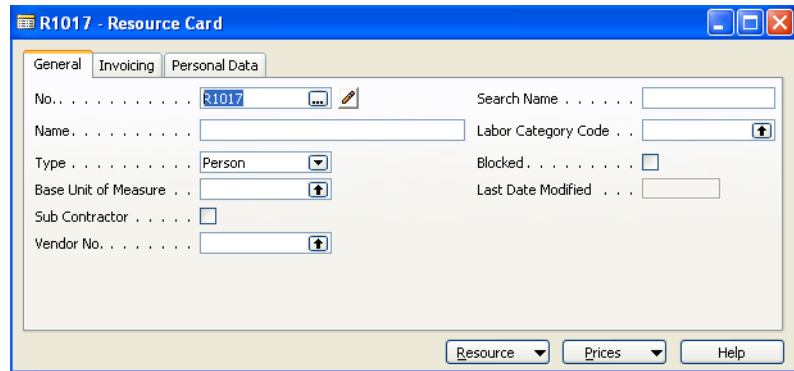 R1017 - Resource Card
General Invoicing Personal Data
No. . . . . . . . . . . . R1017 ... Search Name . . . . . .
Name. . . . . . . . . . . Labor Category Code . .
Type . . . . . . . . . . Person Blocked. . . . . . . . .
Base Unit of Measure . . Last Date Modified . . .
Sub Contractor . . . . .
Vendor No. . . . . . . .
Resource Prices Help